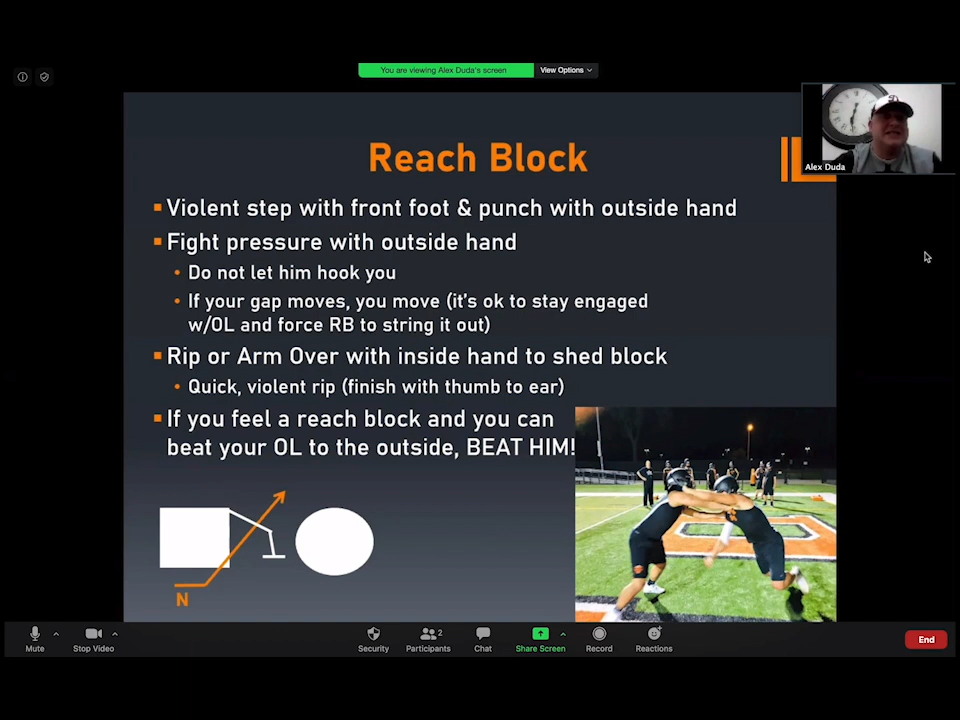 You are viewing Alex Duda's screen
View Options
Alex Duda
Reach Block
Violent step with front foot & punch with outside hand
Fight pressure with outside hand
Do not let him hook you
If your gap moves, you move (it's ok to stay engaged
w/OL and force RB to string it out)
Rip or Arm Over with inside hand to shed block
Quick, violent rip (finish with thumb to ear)
If you feel a reach block and you can
beat your OL to the outside, BEAT HIM!
N
Mute
Stop Video
Security
Participants
2
Chat
Share Screen
Record
Reactions
End